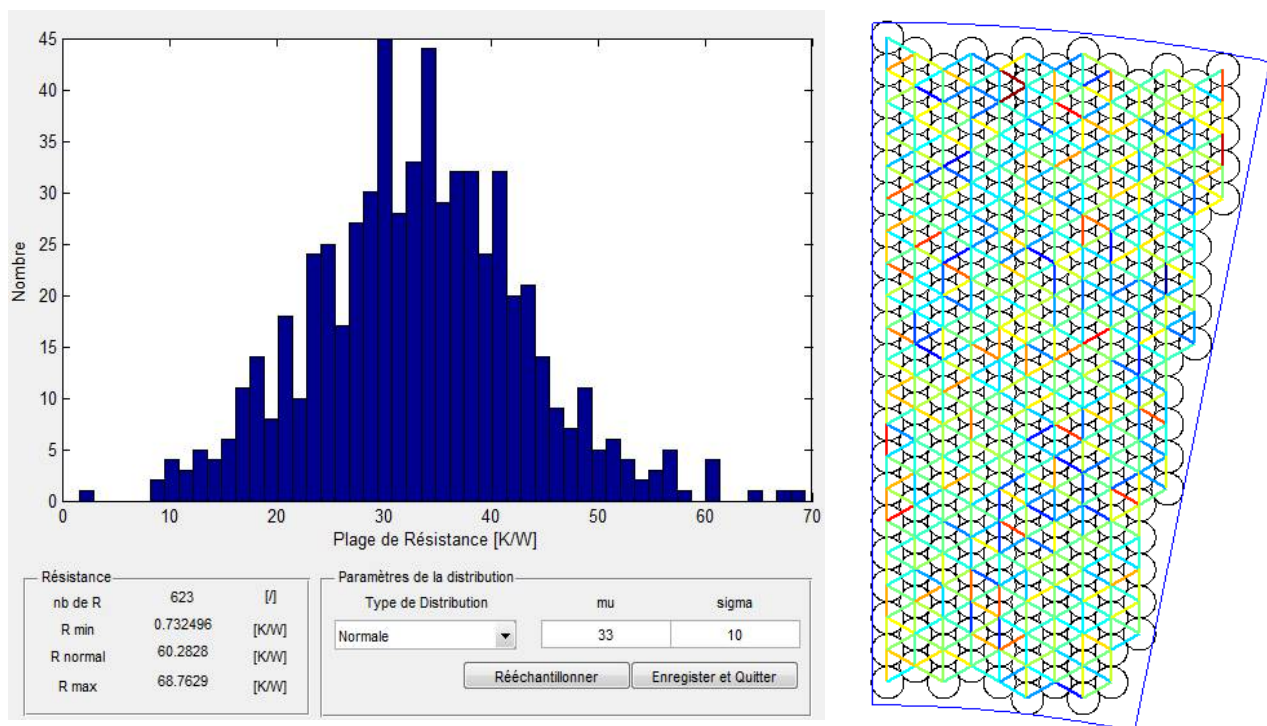 45
40
35
30
25
20
15
10
5
0
Nombre
0 10 20 30 40 50 60 70
Plage de Résistance [K/W]
Résistance
nb de R 623 [/]
R min 0.732496 [K/W]
R normal 60.2828 [K/W]
R max 68.7629 [K/W]
Paramètres de la distribution
Type de Distribution mu sigma
Normale 33 10
Rééchantillonner Enregister et Quitter